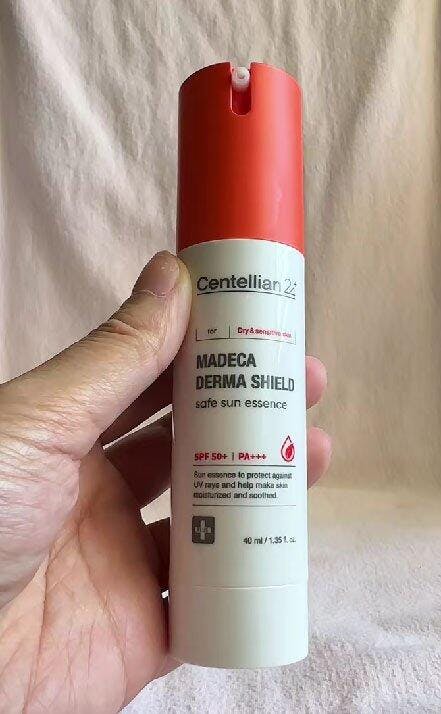 Centellian 24
for Dry & sensitive skin
MADECA
DERMA SHIELD
safe sun essence
SPF 50+ | PA+++
Sun essence to protect against
UV rays and help make skin
moisturized and soothed.
40 ml / 1.35 fl. oz.